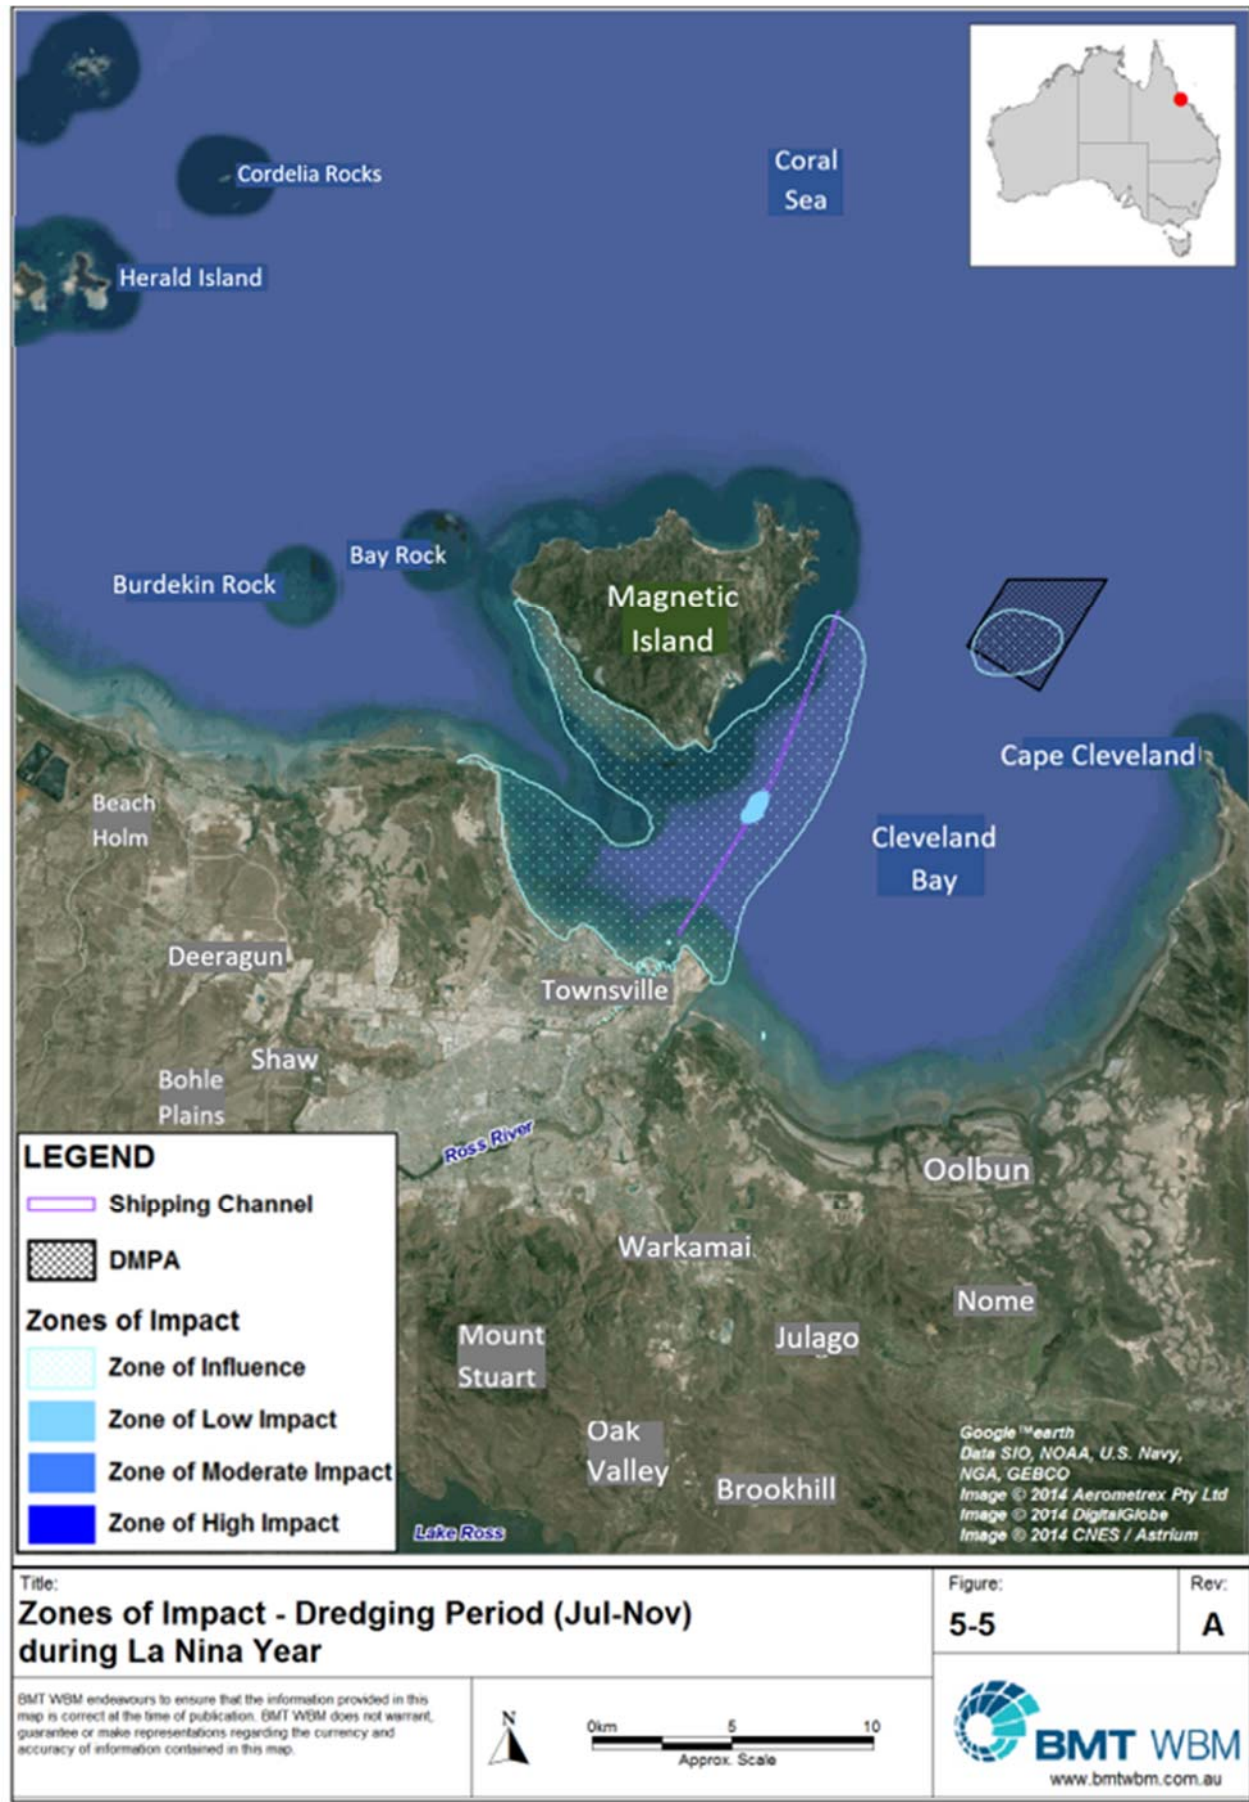 Cordelia Rocks
Coral
Sea
Herald Island
Bay Rock
Burdekin Rock
Magnetic
Island
Cape Cleveland
Beach
Holm
Cleveland
Bay
Deeragun
Townsville
Shaw
Bohle
Plains
Ross River
Oolbun
Warkamai
Nome
Mount
Stuart
Julago
Oak
Valley
Brookhill
Lake Ross
LEGEND
Shipping Channel
DMPA
Zones of Impact
Zone of Influence
Zone of Low Impact
Zone of Moderate Impact
Zone of High Impact
Google™earth
Data SIO, NOAA, U.S. Navy,
NGA, GEBCO
Image © 2014 Aerometrex Pty Ltd
Image © 2014 DigitalGlobe
Image © 2014 CNES / Astrium
Title:
Zones of Impact - Dredging Period (Jul-Nov)
during La Nina Year
Figure:
5-5
Rev:
A
BMT WBM endeavours to ensure that the information provided in this
map is correct at the time of publication. BMT WBM does not warrant,
guarantee or make representations regarding the currency and
accuracy of information contained in this map.
N
0km 5 10
Approx. Scale
BMT WBM
www.bmtwbm.com.au